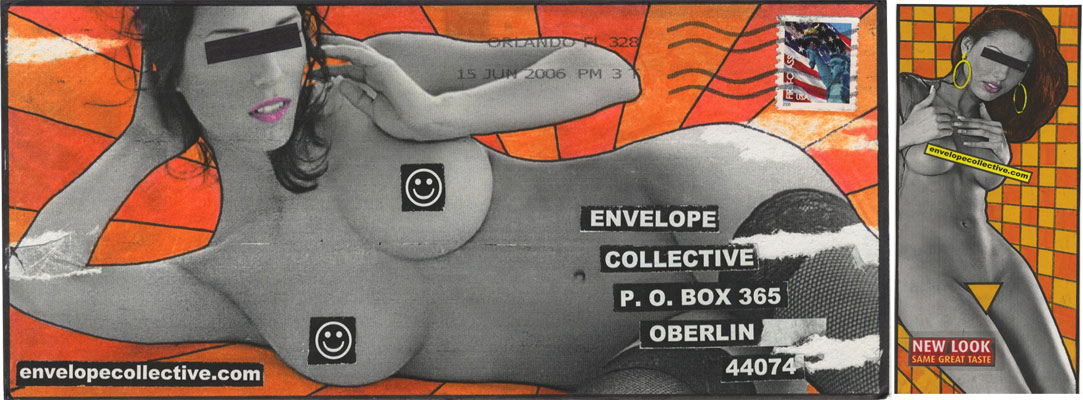 ORLANDO FL 328
15 JUN 2006 PM 3 T
USA
ENVELOPE
COLLECTIVE
P. O. BOX 365
OBERLIN
44074
envelopecollective.com
envelopecollective.com
NEW LOOK
SAME GREAT TASTE